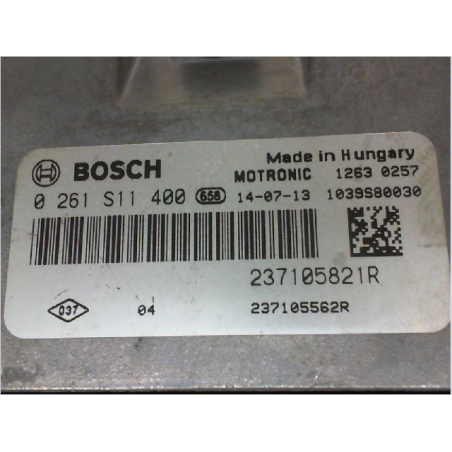 Made in Hungary
BOSCH MOTRONIC 1263 0257
0 261 S11 400 658 14-07-13 1039S80030
237105821R
037 04 237105562R